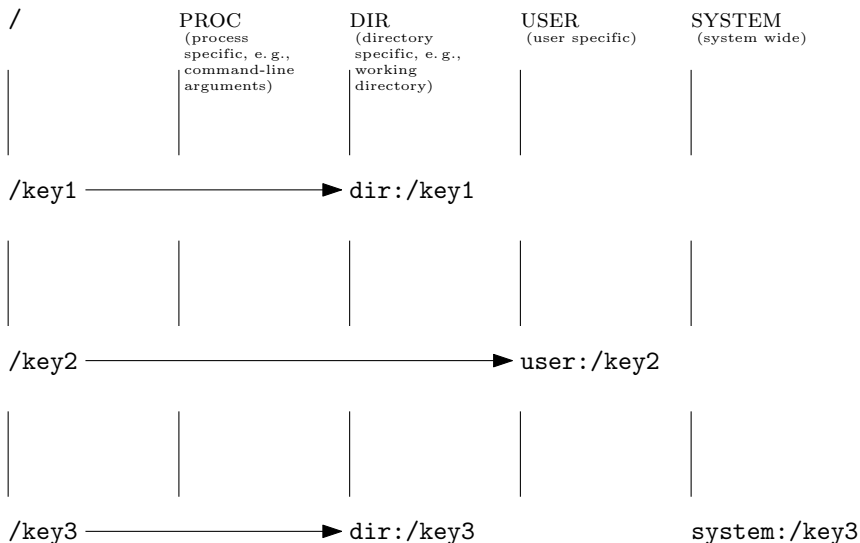 / PROC DIR USER SYSTEM
(process (directory (user specific) (system wide)
specific, e. g., specific, e. g.,
command-line working
arguments) directory)
/key1 dir:/key1
/key2 user:/key2
/key3 dir:/key3 system:/key3